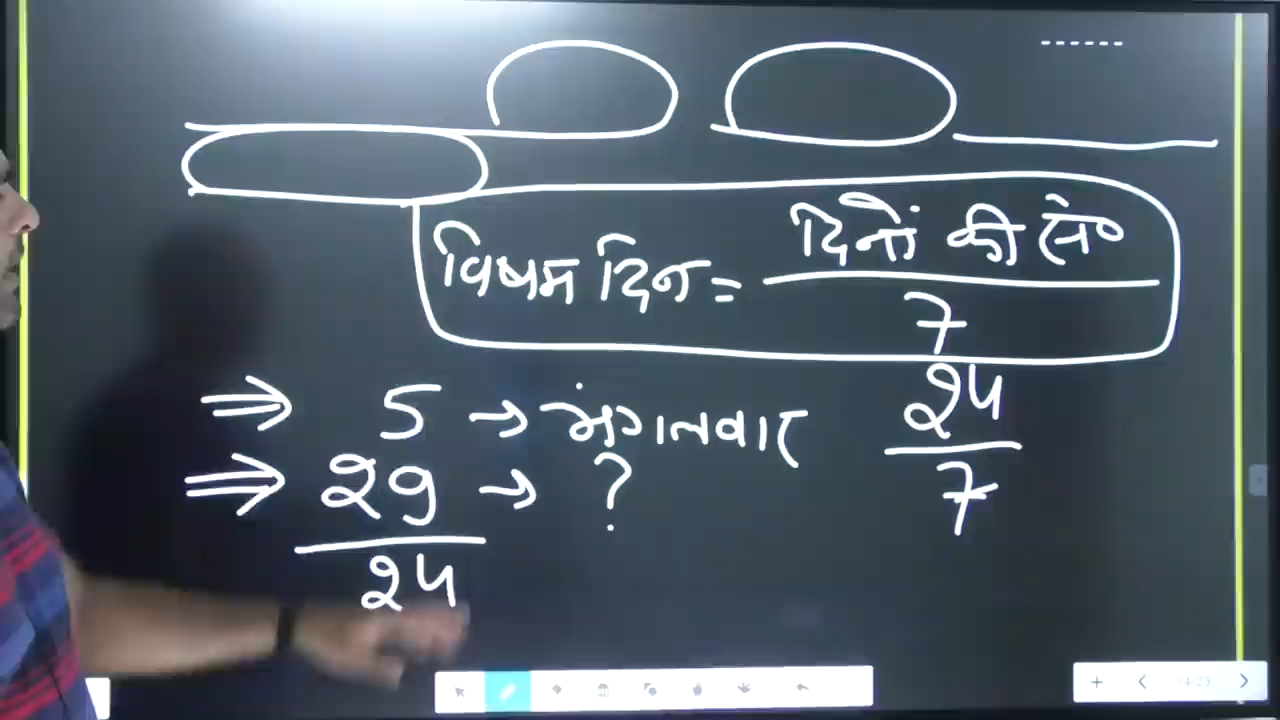 विषम दिन = दिनों की सं०
7
⇒ 5 → मंगलवार
⇒ 29 → ?
24
24
7